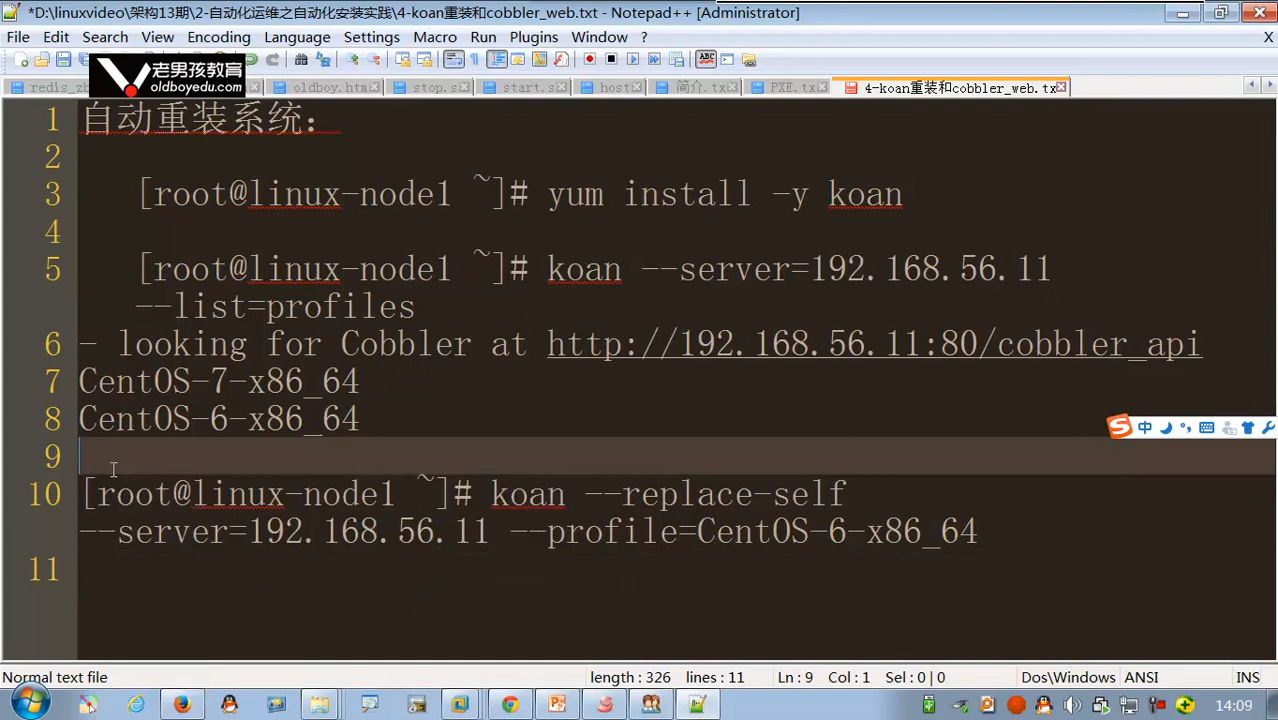 *D:\linuxvideo\架构13期\2-自动化运维之自动化安装实践\4-koan重装和cobbler_web.txt - Notepad++ [Administrator]
File Edit Search View Encoding Language Settings Macro Run Plugins Window ? X
老男孩教育
oldboyedu.com
redis_zb oldboy.htm stop.s start.s host 简介.tx PXE.tx 4-koan重装和cobbler_web.tx
1 自动重装系统：
2
3 [root@linux-node1 ~]# yum install -y koan
4
5 [root@linux-node1 ~]# koan --server=192.168.56.11
--list=profiles
6 - looking for Cobbler at http://192.168.56.11:80/cobbler_api
7 CentOS-7-x86_64
8 CentOS-6-x86_64
9
10 [root@linux-node1 ~]# koan --replace-self
--server=192.168.56.11 --profile=CentOS-6-x86_64
11
中
Normal text file length : 326 lines : 11 Ln : 9 Col : 1 Sel : 0 | 0 Dos\Windows ANSI INS
14:09